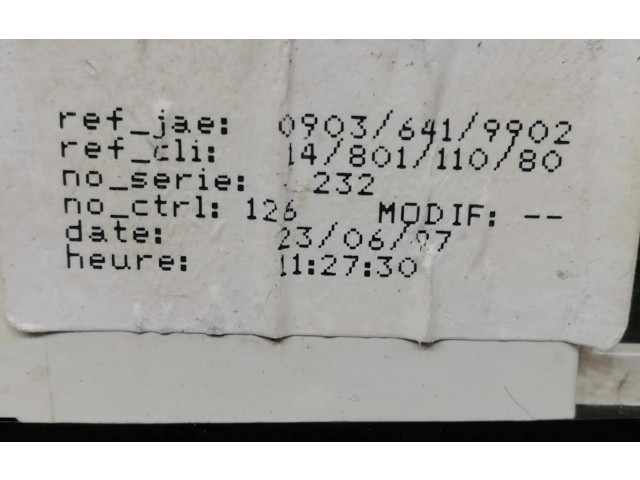 ref_jae: 0903/641/9902
ref_cli: 14/801/110/80
no_serie: 232
no_ctrl: 126 MODIF: --
date: 23/06/97
heure: 11:27:30